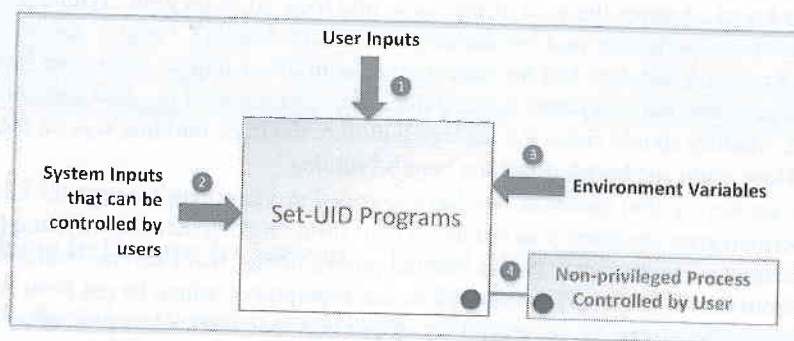 User Inputs
1
System Inputs
that can be
controlled by
users
2
Set-UID Programs
3
Environment Variables
4
Non-privileged Process
Controlled by User